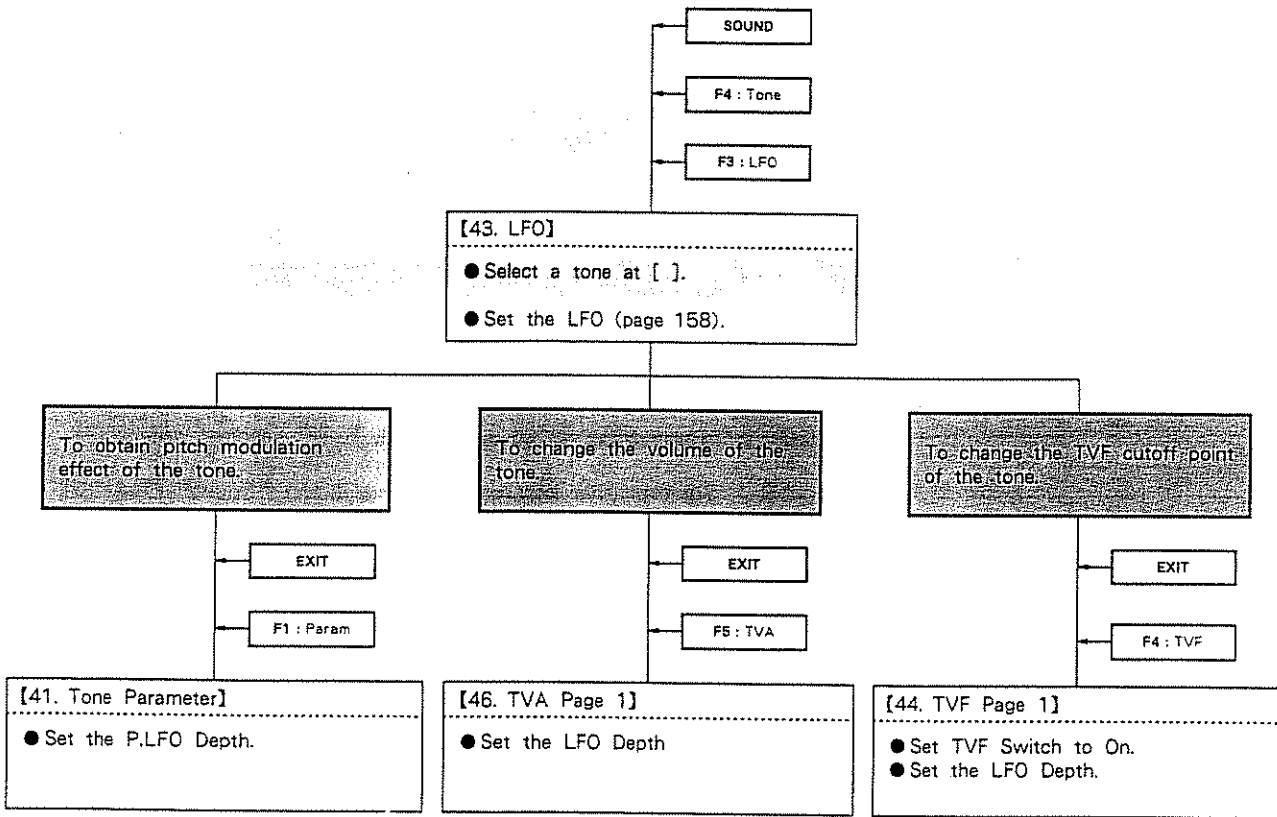 SOUND
F4 : Tone
F3 : LFO
【43. LFO】
● Select a tone at [ ].
● Set the LFO (page 158).
To obtain pitch modulation
effect of the tone.
EXIT
F1 : Param
【41. Tone Parameter】
● Set the P.LFO Depth.
To change the volume of the
tone.
EXIT
F5 : TVA
【46. TVA Page 1】
● Set the LFO Depth
To change the TVF cutoff point
of the tone.
EXIT
F4 : TVF
【44. TVF Page 1】
● Set TVF Switch to On.
● Set the LFO Depth.